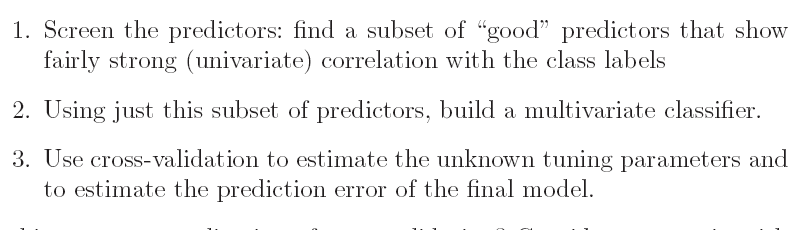 1. Screen the predictors: find a subset of “good” predictors that show
fairly strong (univariate) correlation with the class labels
2. Using just this subset of predictors, build a multivariate classifier.
3. Use cross-validation to estimate the unknown tuning parameters and
to estimate the prediction error of the final model.